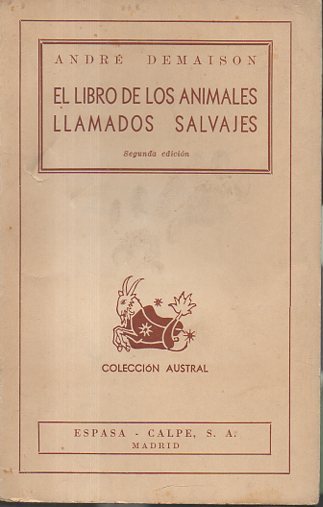 ANDRÉ DEMAISON
EL LIBRO DE LOS ANIMALES
LLAMADOS SALVAJES
Segunda edición
COLECCIÓN AUSTRAL
ESPASA - CALPE, S. A.
MADRID